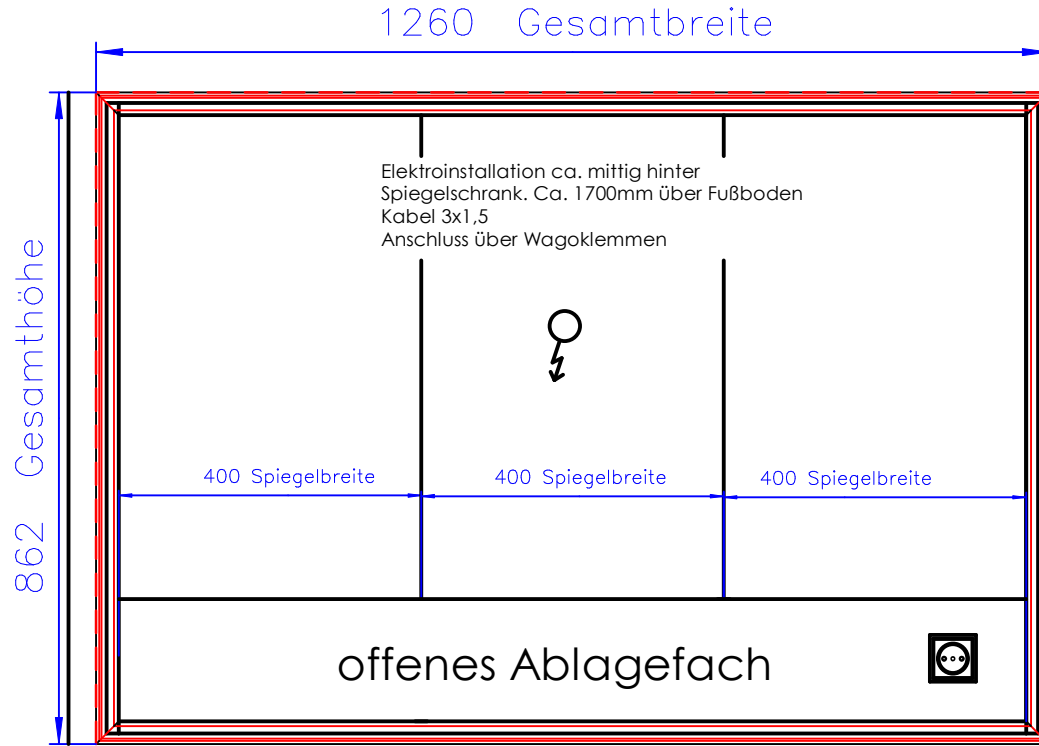 1260 Gesamtbreite
Elektroinstallation ca. mittig hinter
Spiegelschrank. Ca. 1700mm über Fußboden
Kabel 3x1,5
Anschluss über Wagoklemmen
862 Gesamthöhe
400 Spiegelbreite
400 Spiegelbreite
400 Spiegelbreite
offenes Ablagefach